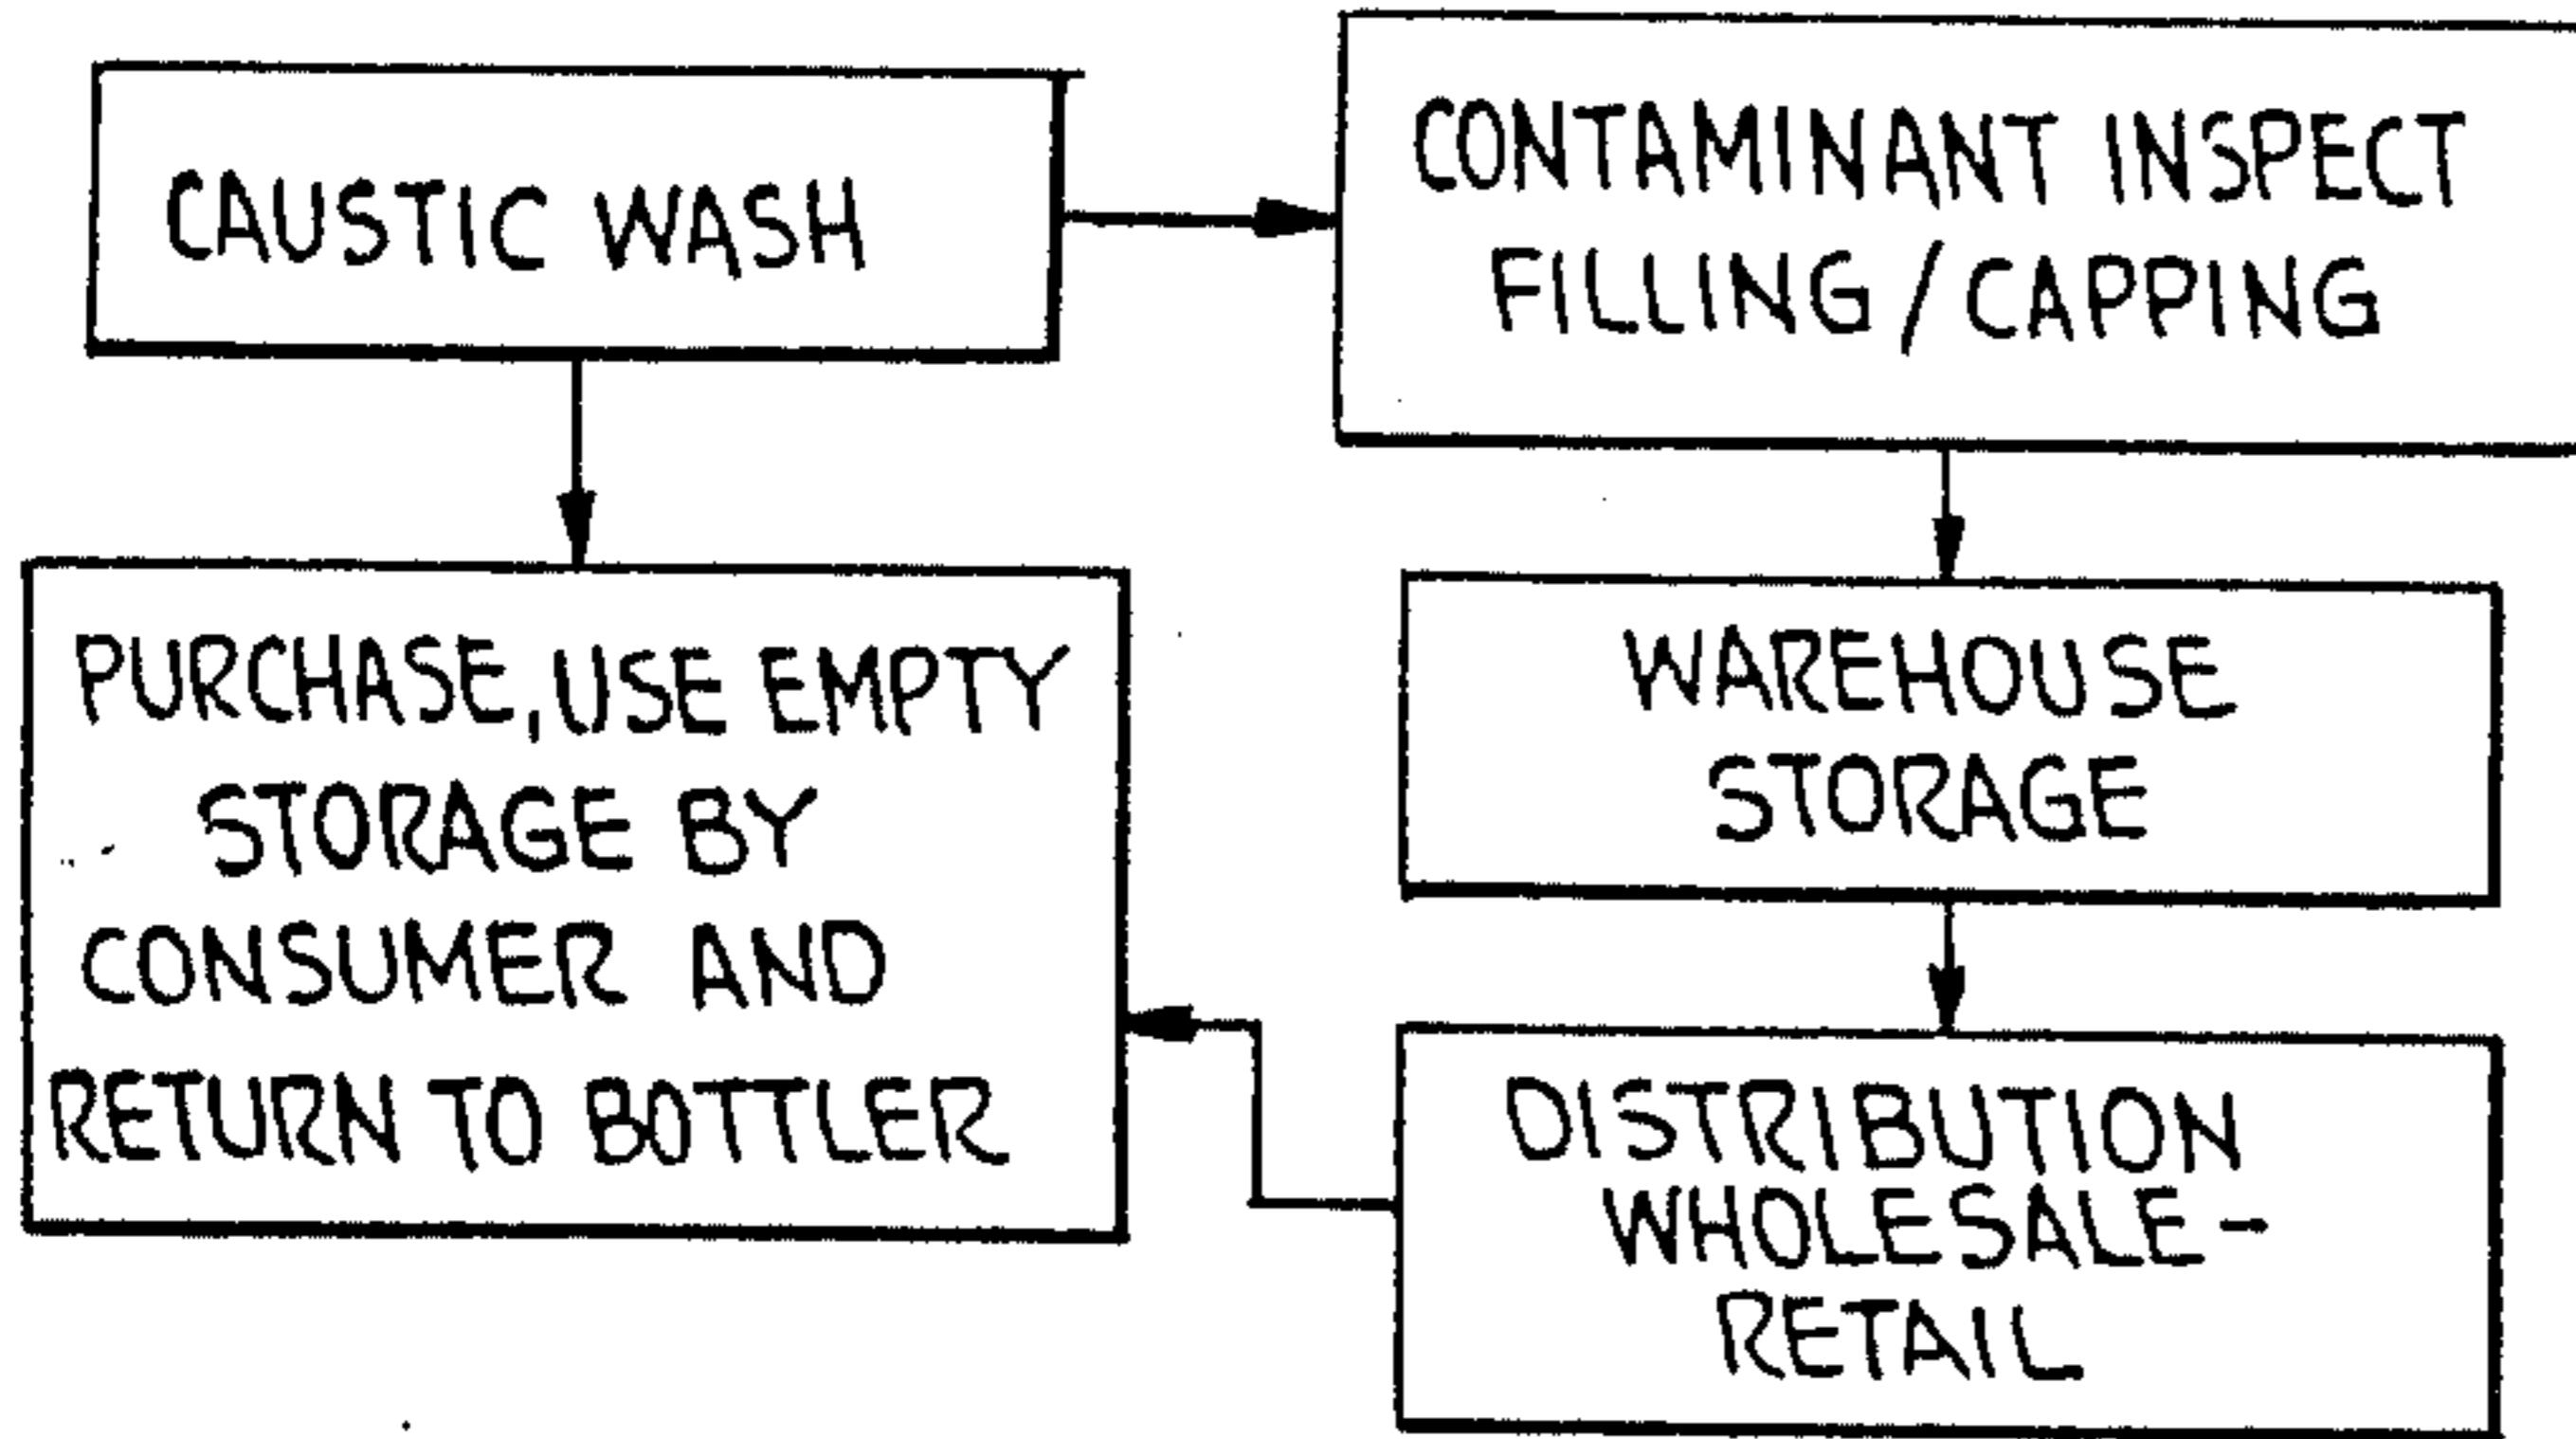 CAUSTIC WASH
CONTAMINANT INSPECT
FILLING/CAPPING
PURCHASE, USE EMPTY
STORAGE BY
CONSUMER AND
RETURN TO BOTTLER
WAREHOUSE
STORAGE
DISTRIBUTION
WHOLESALE-
RETAIL